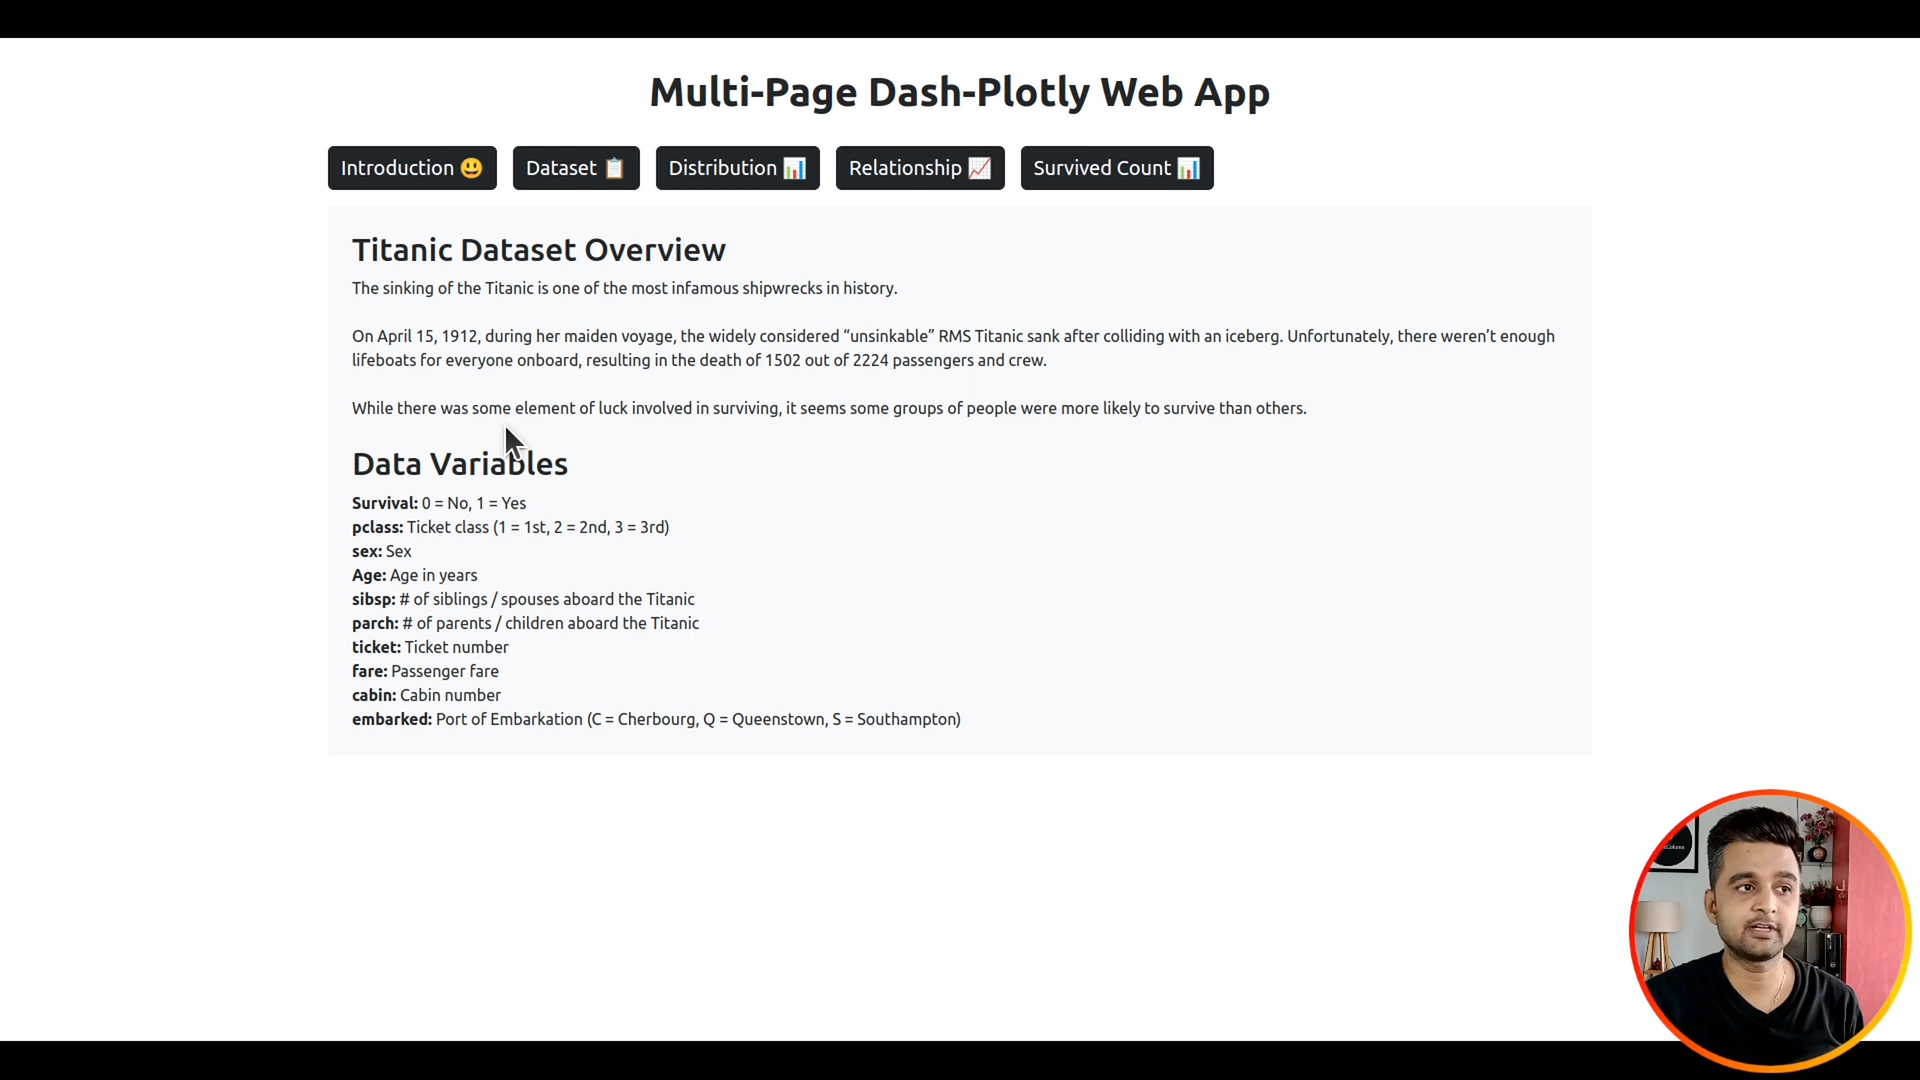 Multi-Page Dash-Plotly Web App
Introduction 😃 Dataset 📋 Distribution 📊 Relationship 📈 Survived Count 📊
Titanic Dataset Overview
The sinking of the Titanic is one of the most infamous shipwrecks in history.
On April 15, 1912, during her maiden voyage, the widely considered “unsinkable” RMS Titanic sank after colliding with an iceberg. Unfortunately, there weren’t enough
lifeboats for everyone onboard, resulting in the death of 1502 out of 2224 passengers and crew.
While there was some element of luck involved in surviving, it seems some groups of people were more likely to survive than others.
Data Variables
Survival: 0 = No, 1 = Yes
pclass: Ticket class (1 = 1st, 2 = 2nd, 3 = 3rd)
sex: Sex
Age: Age in years
sibsp: # of siblings / spouses aboard the Titanic
parch: # of parents / children aboard the Titanic
ticket: Ticket number
fare: Passenger fare
cabin: Cabin number
embarked: Port of Embarkation (C = Cherbourg, Q = Queenstown, S = Southampton)